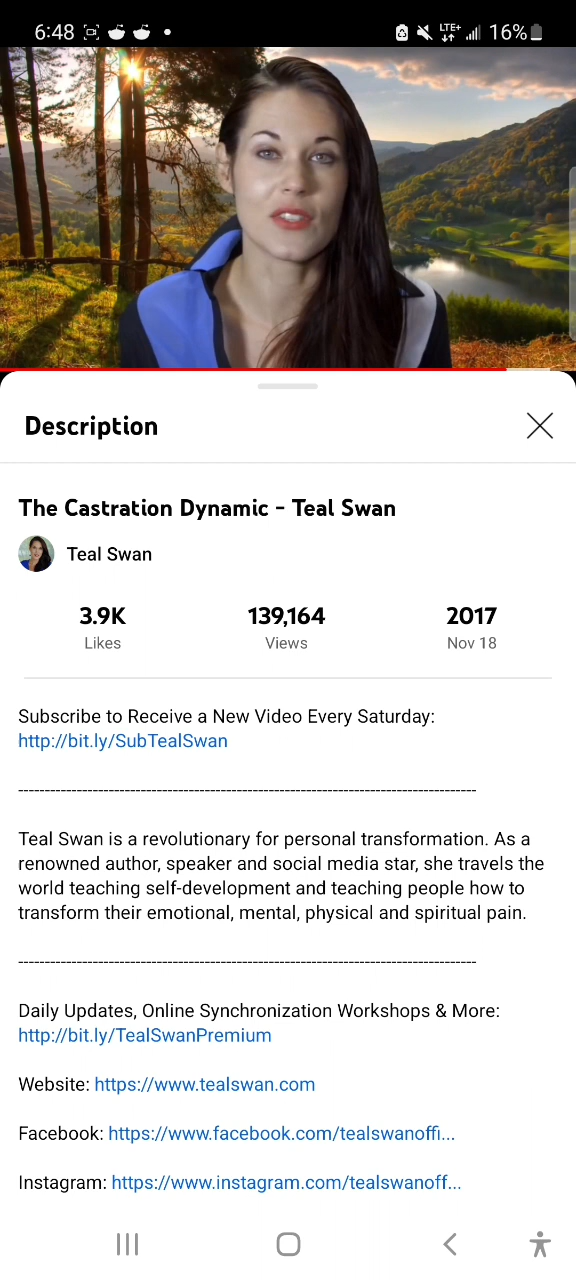 6:48 LTE+ 16%
Description
The Castration Dynamic - Teal Swan
Teal Swan
3.9K 139,164 2017
Likes Views Nov 18
Subscribe to Receive a New Video Every Saturday:
http://bit.ly/SubTealSwan
--------------------------------------------------------------------------------------
Teal Swan is a revolutionary for personal transformation. As a
renowned author, speaker and social media star, she travels the
world teaching self-development and teaching people how to
transform their emotional, mental, physical and spiritual pain.
--------------------------------------------------------------------------------------
Daily Updates, Online Synchronization Workshops & More:
http://bit.ly/TealSwanPremium
Website: https://www.tealswan.com
Facebook: https://www.facebook.com/tealswanoffi...
Instagram: https://www.instagram.com/tealswanoff...